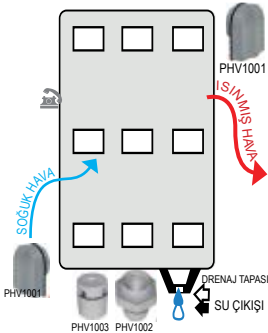 PHV1001
ISINMIŞ HAVA
SOĞUK HAVA
PHV1001
PHV1003
PHV1002
DRENAJ TAPASI
SU ÇIKIŞI